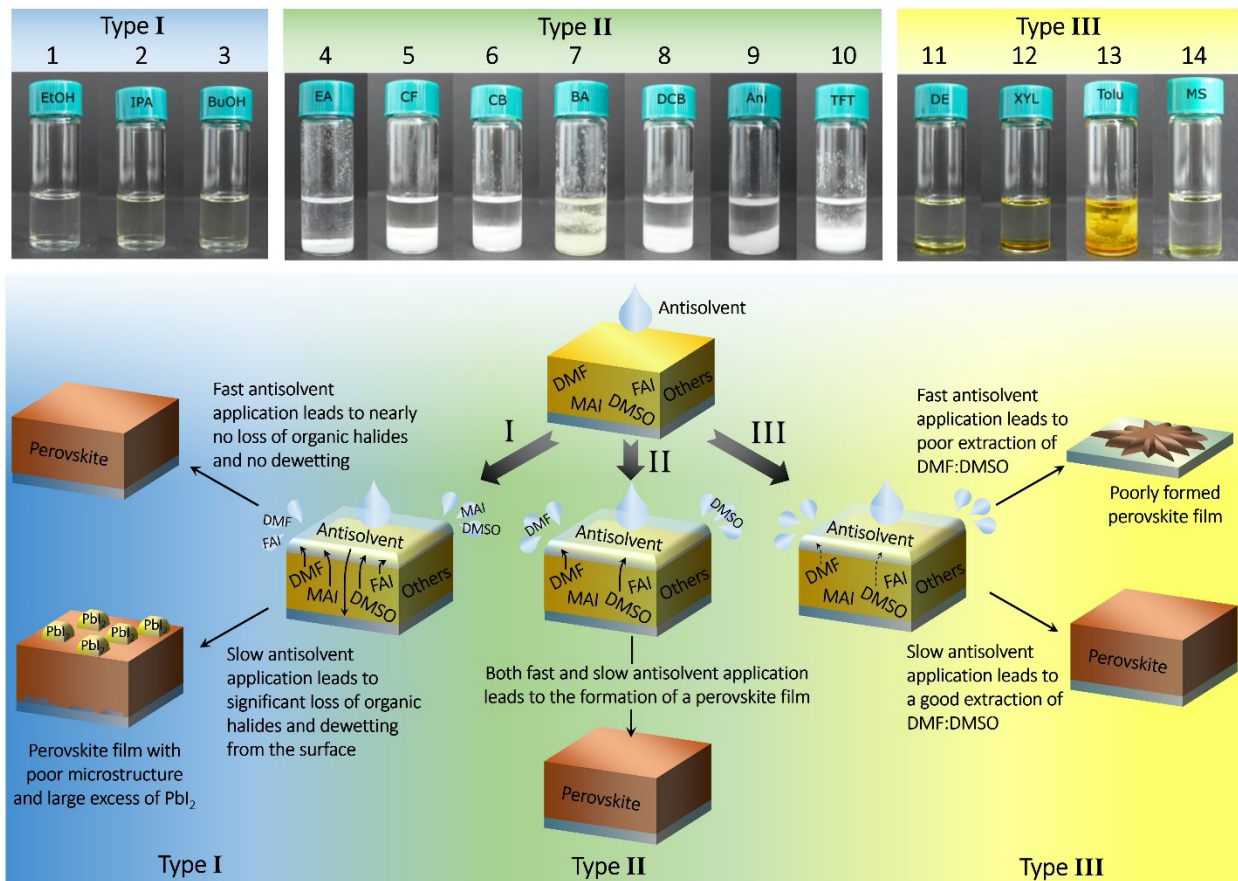 Type I
1 2 3
EtOH IPA BuOH
Type II
4 5 6 7 8 9 10
EA CF CB BA DCB Ani TFT
Type III
11 12 13 14
DE XYL Tolu MS
Antisolvent
DMF
FAI
MAI
DMSO
Others
I
II
III
Fast antisolvent
application leads to nearly
no loss of organic halides
and no dewetting
Perovskite
DMF
FAI
MAI
DMSO
Antisolvent
DMF
MAI
DMSO
FAI
Others
PbI₂
PbI₂
PbI₂
PbI₂
PbI₂
Slow antisolvent
application leads to
significant loss of organic
halides and dewetting
from the surface
Perovskite film with
poor microstructure
and large excess of PbI₂
DMF
DMSO
Antisolvent
DMF
MAI
DMSO
FAI
Others
Both fast and slow antisolvent application
leads to the formation of a perovskite film
Perovskite
Antisolvent
DMF
MAI
DMSO
FAI
Others
Fast antisolvent
application leads to
poor extraction of
DMF:DMSO
Poorly formed
perovskite film
Slow antisolvent
application leads to
a good extraction of
DMF:DMSO
Perovskite
Type I
Type II
Type III